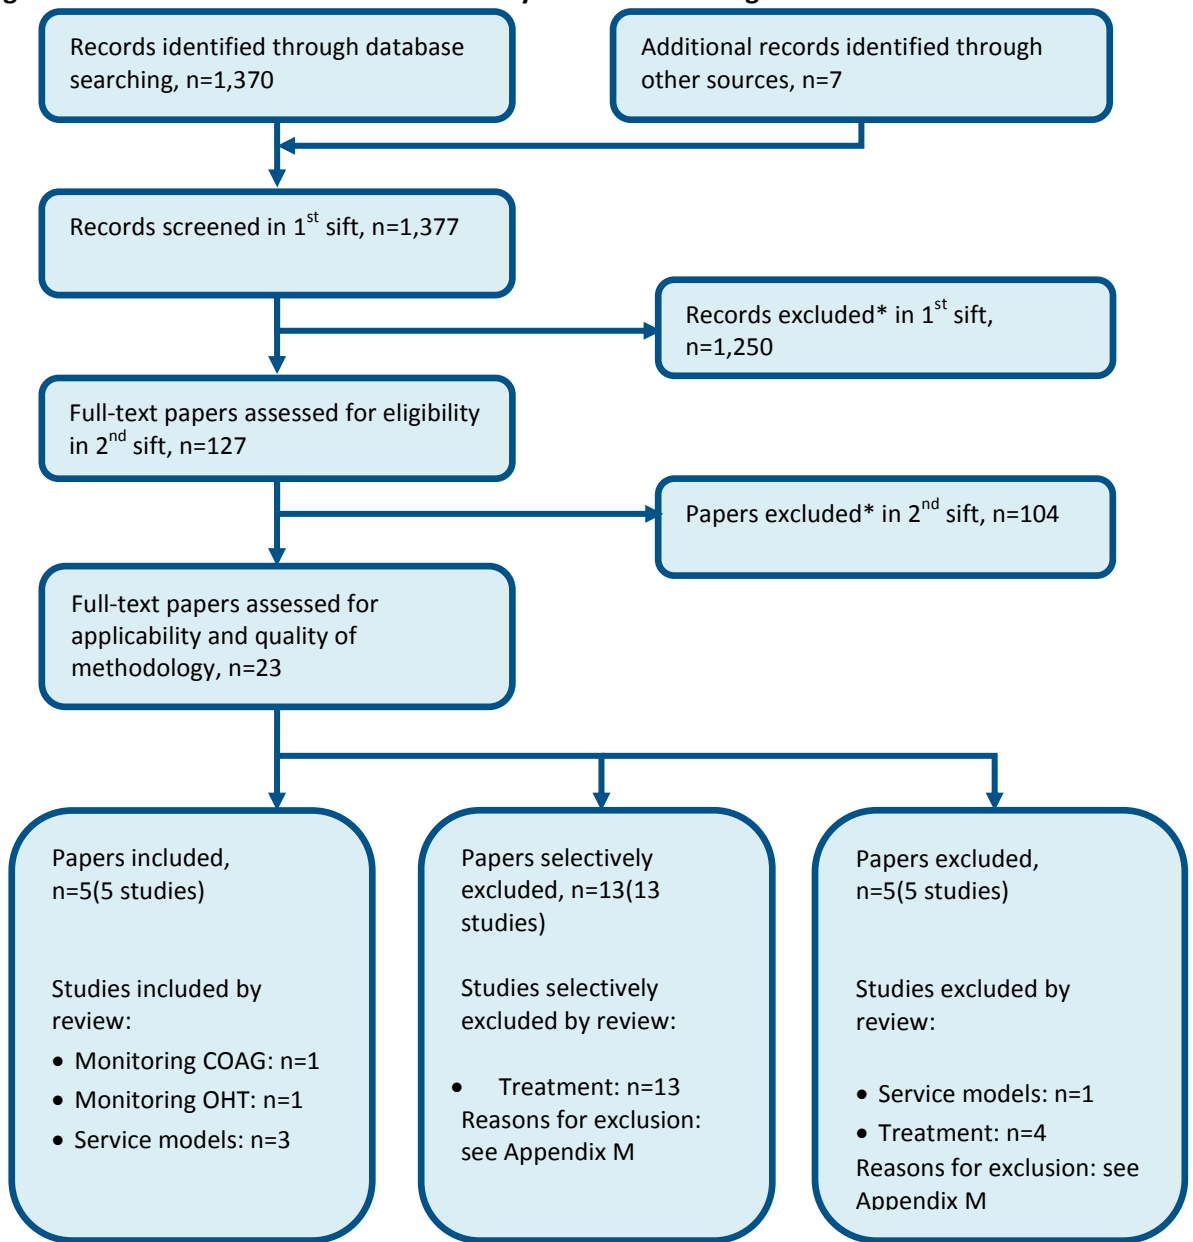 Records identified through database
searching, n=1,370
Additional records identified through
other sources, n=7
Records screened in 1st sift, n=1,377
Records excluded* in 1st sift,
n=1,250
Full-text papers assessed for eligibility
in 2nd sift, n=127
Papers excluded* in 2nd sift, n=104
Full-text papers assessed for
applicability and quality of
methodology, n=23
Papers included,
n=5(5 studies)
Studies included by
review:
• Monitoring COAG: n=1
• Monitoring OHT: n=1
• Service models: n=3
Papers selectively
excluded, n=13(13
studies)
Studies selectively
excluded by review:
• Treatment: n=13
Reasons for exclusion:
see Appendix M
Papers excluded,
n=5(5 studies)
Studies excluded by
review:
• Service models: n=1
• Treatment: n=4
Reasons for exclusion: see
Appendix M